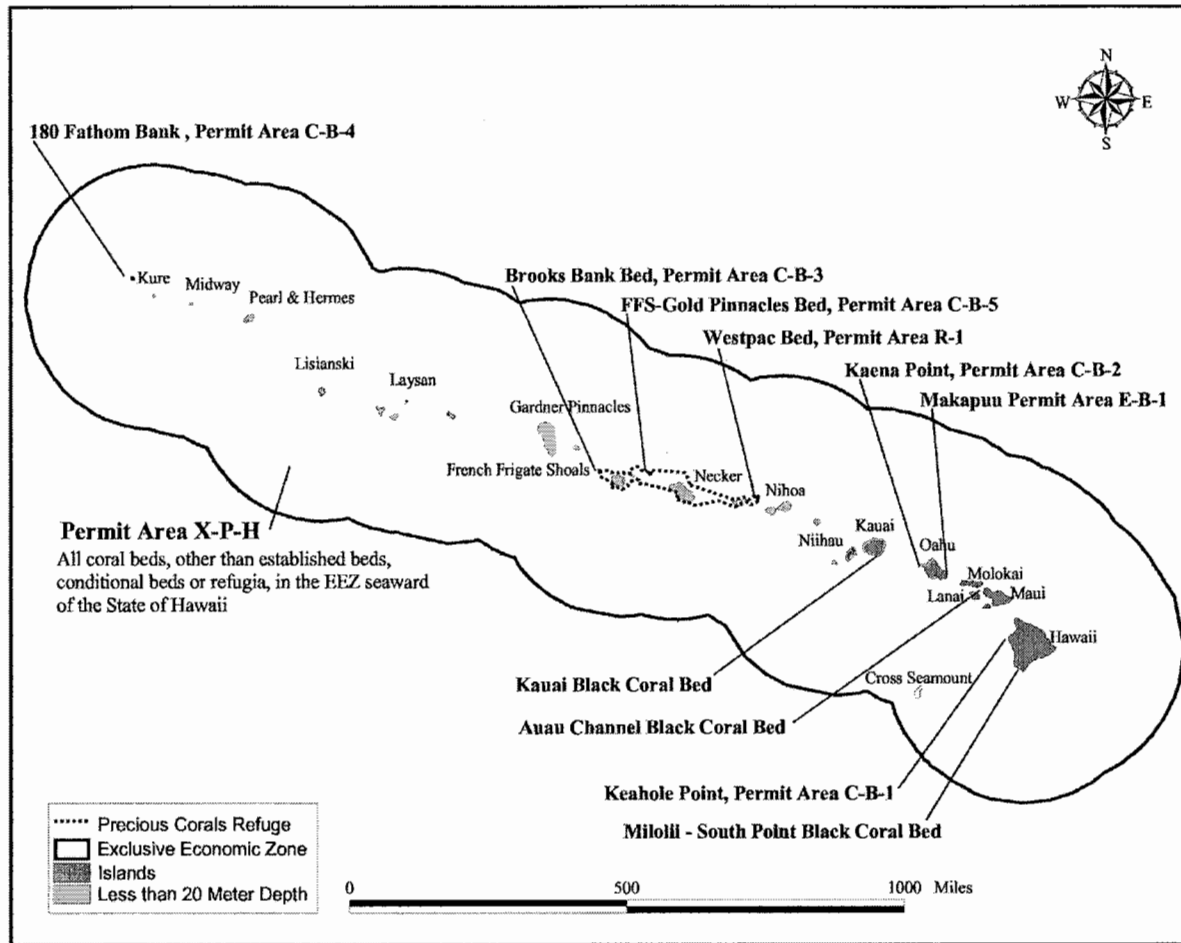 N
W E
S
180 Fathom Bank , Permit Area C-B-4
Brooks Bank Bed, Permit Area C-B-3
FFS-Gold Pinnacles Bed, Permit Area C-B-5
Westpac Bed, Permit Area R-1
Kaena Point, Permit Area C-B-2
Makapuu Permit Area E-B-1
Kure
Midway
Pearl & Hermes
Lisianski
Laysan
Gardner Pinnacles
French Frigate Shoals
Necker
Nihoa
Niihau
Kauai
Oahu
Molokai
Lanai
Maui
Hawaii
Cross Seamount
Permit Area X-P-H
All coral beds, other than established beds,
conditional beds or refugia, in the EEZ seaward
of the State of Hawaii
Kauai Black Coral Bed
Auau Channel Black Coral Bed
Keahole Point, Permit Area C-B-1
Milolii - South Point Black Coral Bed
Precious Corals Refuge
Exclusive Economic Zone
Islands
Less than 20 Meter Depth
0 500 1000 Miles